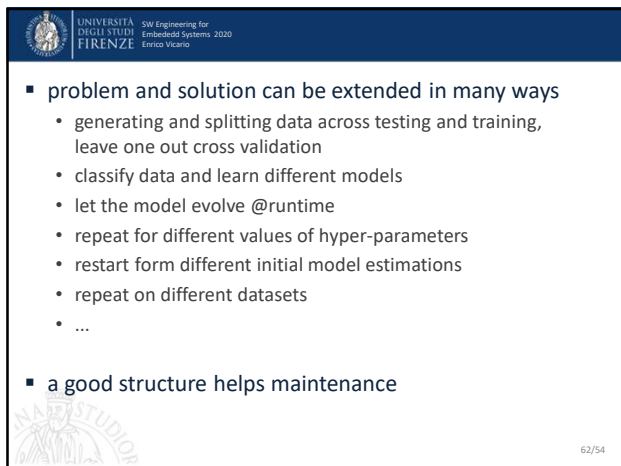 UNIVERSITÀ
DEGLI STUDI
FIRENZE
SW Engineering for
Embededd Systems 2020
Enrico Vicario
▪ problem and solution can be extended in many ways
• generating and splitting data across testing and training,
leave one out cross validation
• classify data and learn different models
• let the model evolve @runtime
• repeat for different values of hyper-parameters
• restart form different initial model estimations
• repeat on different datasets
• ...
▪ a good structure helps maintenance
62/54